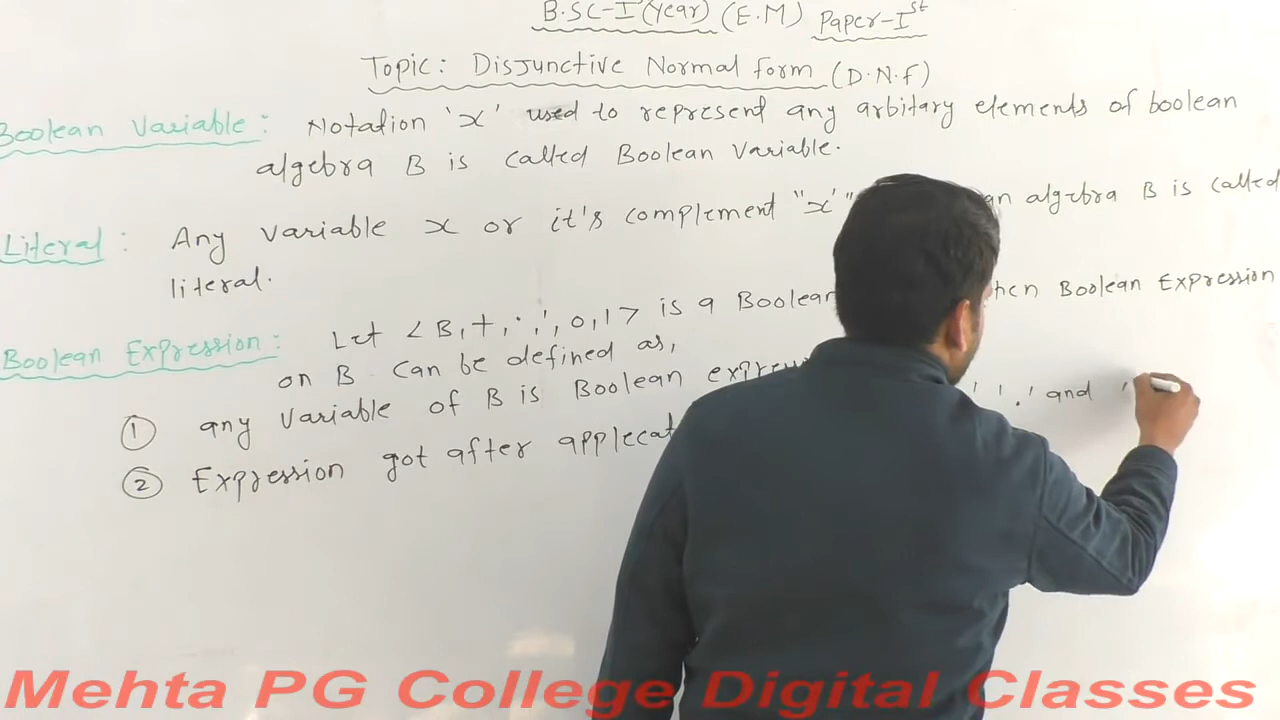 B.SC-I (year) (E.M) Paper-I st
Topic: Disjunctive Normal form (D.N.F)
Boolean Variable: Notation 'x' used to represent any arbitary elements of boolean
algebra B is called Boolean Variable.
Literal: Any Variable x or it's complement "x'" algebra B is called
literal.
Boolean Expression: Let <B, +, ·, ', 0, 1> is a Boolean Boolean Expression
on B can be defined as,
① any Variable of B is Boolean
② Expression got after '.' and '
Mehta PG College Digital Classes